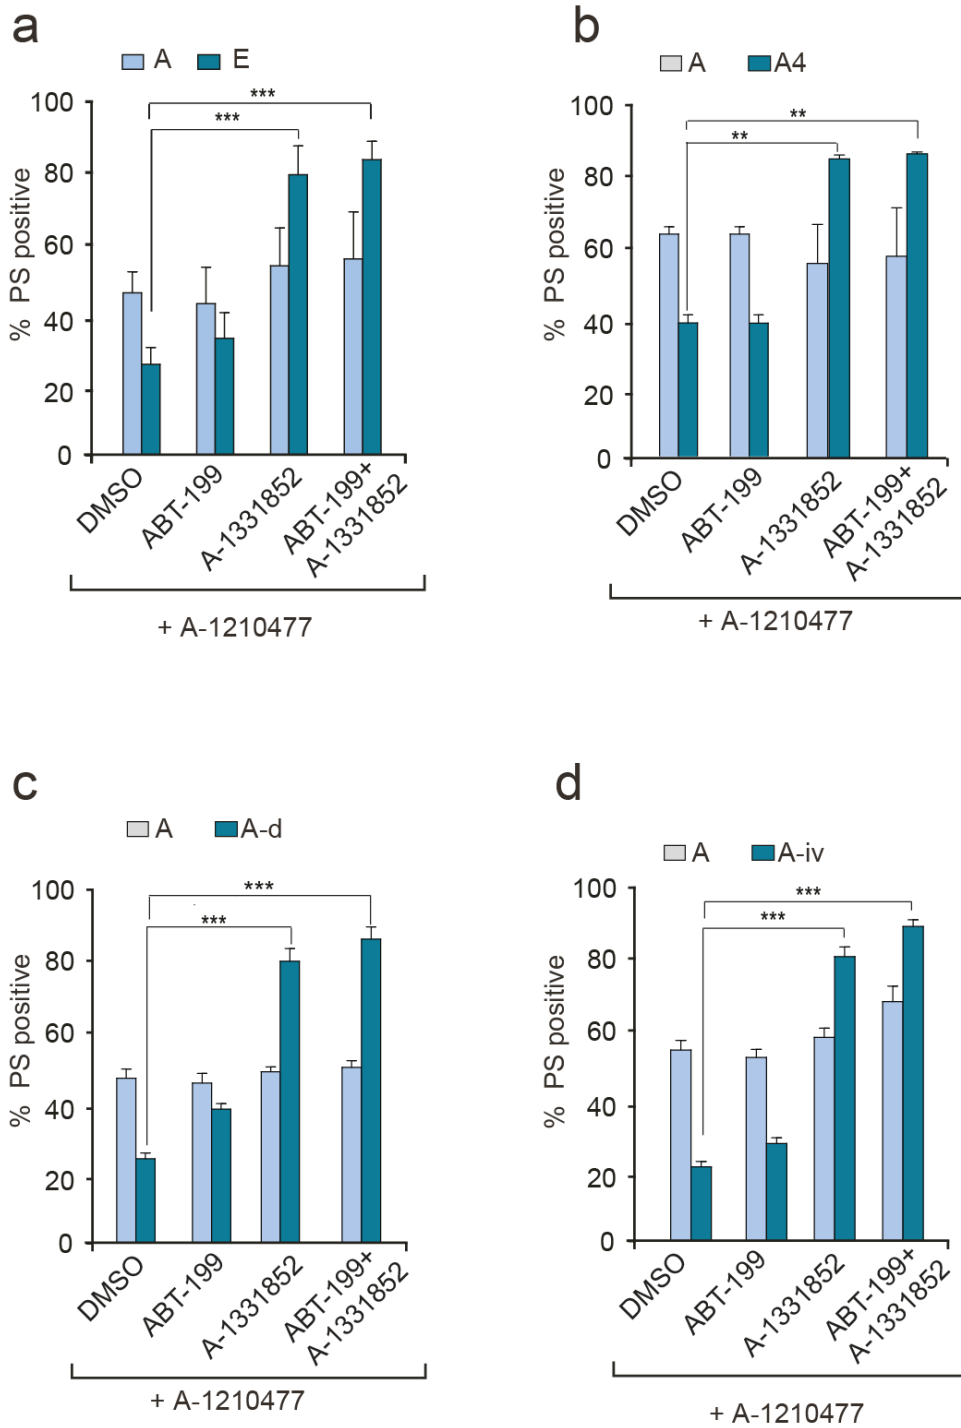 a
A E
% PS positive
100
80
60
40
20
0
***
***
DMSO
ABT-199
A-1331852
ABT-199+
A-1331852
+ A-1210477
b
A A4
% PS positive
100
80
60
40
20
0
**
**
DMSO
ABT-199
A-1331852
ABT-199+
A-1331852
+ A-1210477
c
A A-d
% PS positive
100
80
60
40
20
0
***
***
DMSO
ABT-199
A-1331852
ABT-199+
A-1331852
+ A-1210477
d
A A-iv
% PS positive
100
80
60
40
20
0
***
***
DMSO
ABT-199
A-1331852
ABT-199+
A-1331852
+ A-1210477